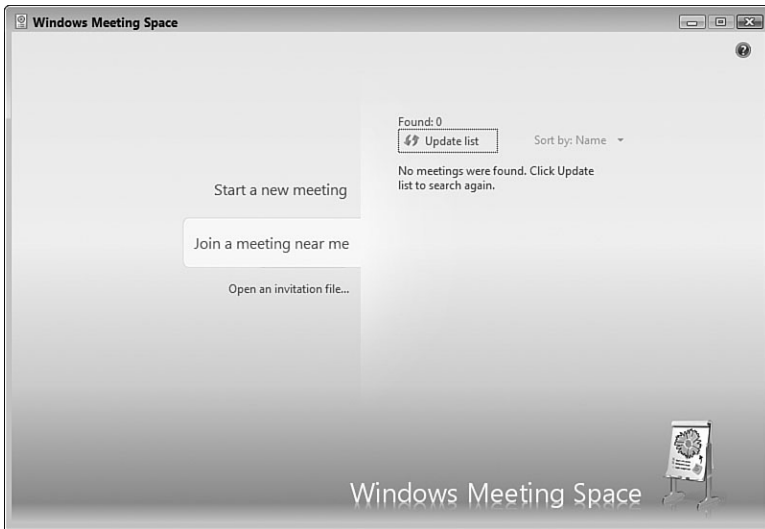 Windows Meeting Space
Found: 0
Update list
Sort by: Name
No meetings were found. Click Update
list to search again.
Start a new meeting
Join a meeting near me
Open an invitation file...
Windows Meeting Space